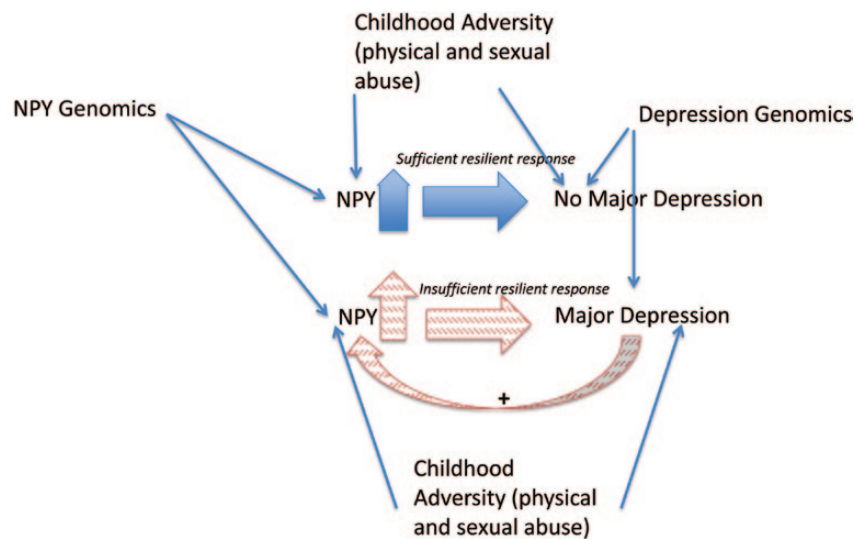 Childhood Adversity
(physical and sexual
abuse)
NPY Genomics
Depression Genomics
Sufficient resilient response
NPY
No Major Depression
Insufficient resilient response
NPY
Major Depression
+
Childhood
Adversity (physical
and sexual abuse)